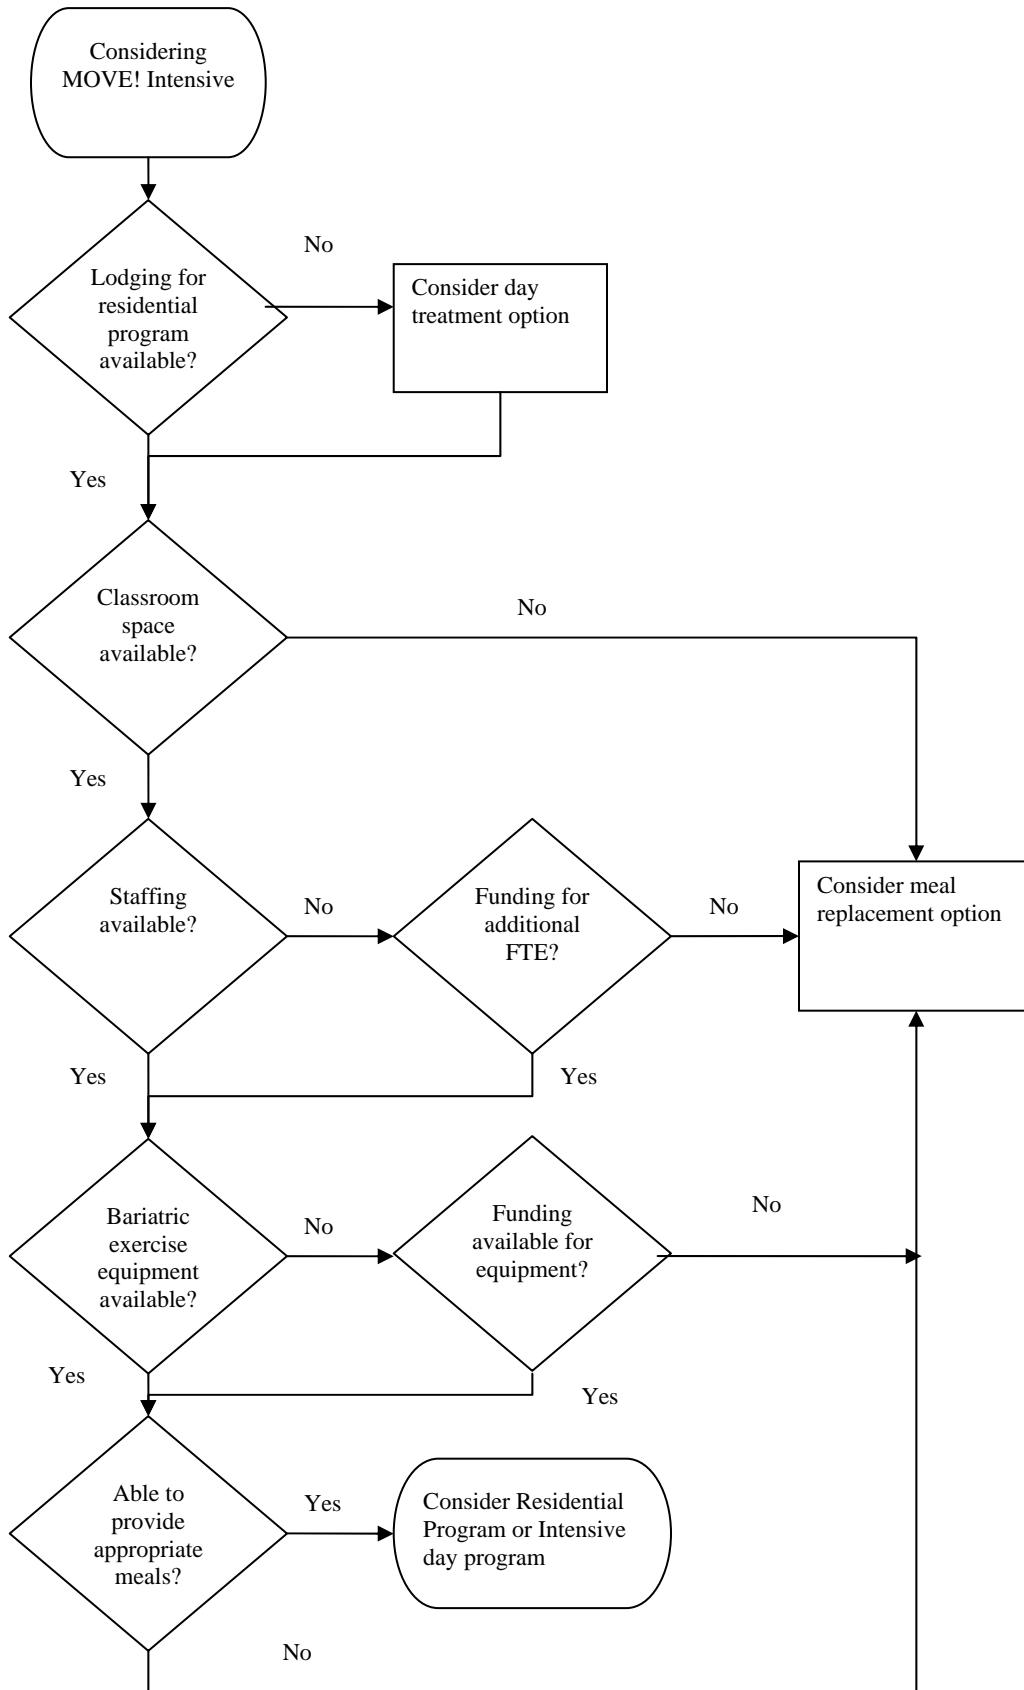 Considering
MOVE! Intensive
No
Lodging for
residential
program
available?
Consider day
treatment option
Yes
Classroom
space
available?
No
Yes
Staffing
available?
No
Funding for
additional
FTE?
No
Consider meal
replacement option
Yes
Yes
Bariatric
exercise
equipment
available?
No
Funding
available for
equipment?
No
Yes
Yes
Able to
provide
appropriate
meals?
Yes
Consider Residential
Program or Intensive
day program
No